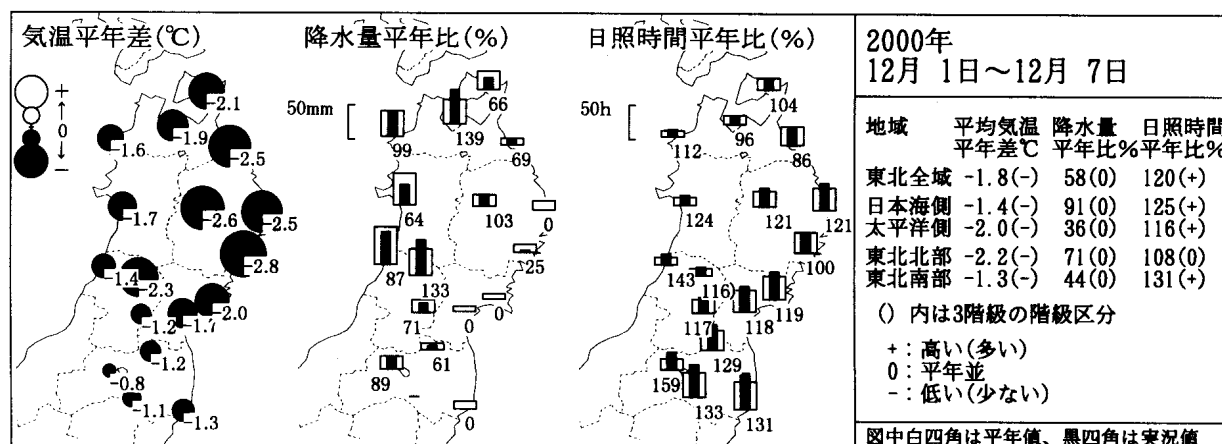 気温平年差(℃)
+
↑
0
↓
−
-2.1
-1.9
-1.6
-2.5
-1.7
-2.6
-2.5
-2.8
-1.4
-2.3
-2.0
-1.2
-1.7
-1.2
-0.8
-1.1
-1.3
降水量平年比(%)
50mm
66
139
99
69
64
103
0
25
87
133
0
71
0
61
89
0
日照時間平年比(%)
50h
104
96
112
86
124
121
121
100
143
116
119
117
118
129
159
133
131
2000年
12月 1日～12月 7日
地域 平均気温 降水量 日照時間
平年差℃ 平年比% 平年比%
東北全域 -1.8(-) 58(0) 120(+)
日本海側 -1.4(-) 91(0) 125(+)
太平洋側 -2.0(-) 36(0) 116(+)
東北北部 -2.2(-) 71(0) 108(0)
東北南部 -1.3(-) 44(0) 131(+)
() 内は3階級の階級区分
+：高い(多い)
0：平年並
-：低い(少ない)
図中白四角は平年値、黒四角は実況値